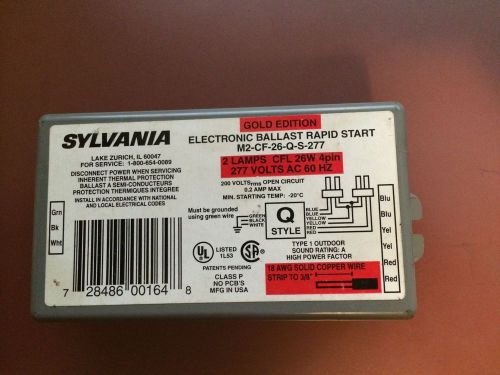 GOLD EDITION
SYLVANIA
ELECTRONIC BALLAST RAPID START
M2-CF-26-Q-S-277
LAKE ZURICH, IL 60047
FOR SERVICE: 1-800-654-0089
2 LAMPS CFL 26W 4pin
277 VOLTS AC 60 HZ
DISCONNECT POWER WHEN SERVICING
INHERENT THERMAL PROTECTION
BALLAST A SEMI-CONDUCTEURS
PROTECTION THERMIQUES INTEGREE
INSTALL IN ACCORDANCE WITH NATIONAL
AND LOCAL ELECTRICAL CODES
200 VOLTSrms OPEN CIRCUIT
0.2 AMP MAX
MIN. STARTING TEMP: -20°C
Must be grounded
using green wire
GREEN
BLACK
WHITE
Q
STYLE
BLUE
BLUE
YELLOW
YELLOW
RED
RED
Grn
Bk
Wht
Blu
Blu
Yel
Yel
Red
Red
UL
LISTED
1L53
SA
PATENTS PENDING
CLASS P
NO PCB'S
MFG IN USA
TYPE 1 OUTDOOR
SOUND RATING: A
HIGH POWER FACTOR
18 AWG SOLID COPPER WIRE
STRIP TO 3/8"
7 28486 00164 8